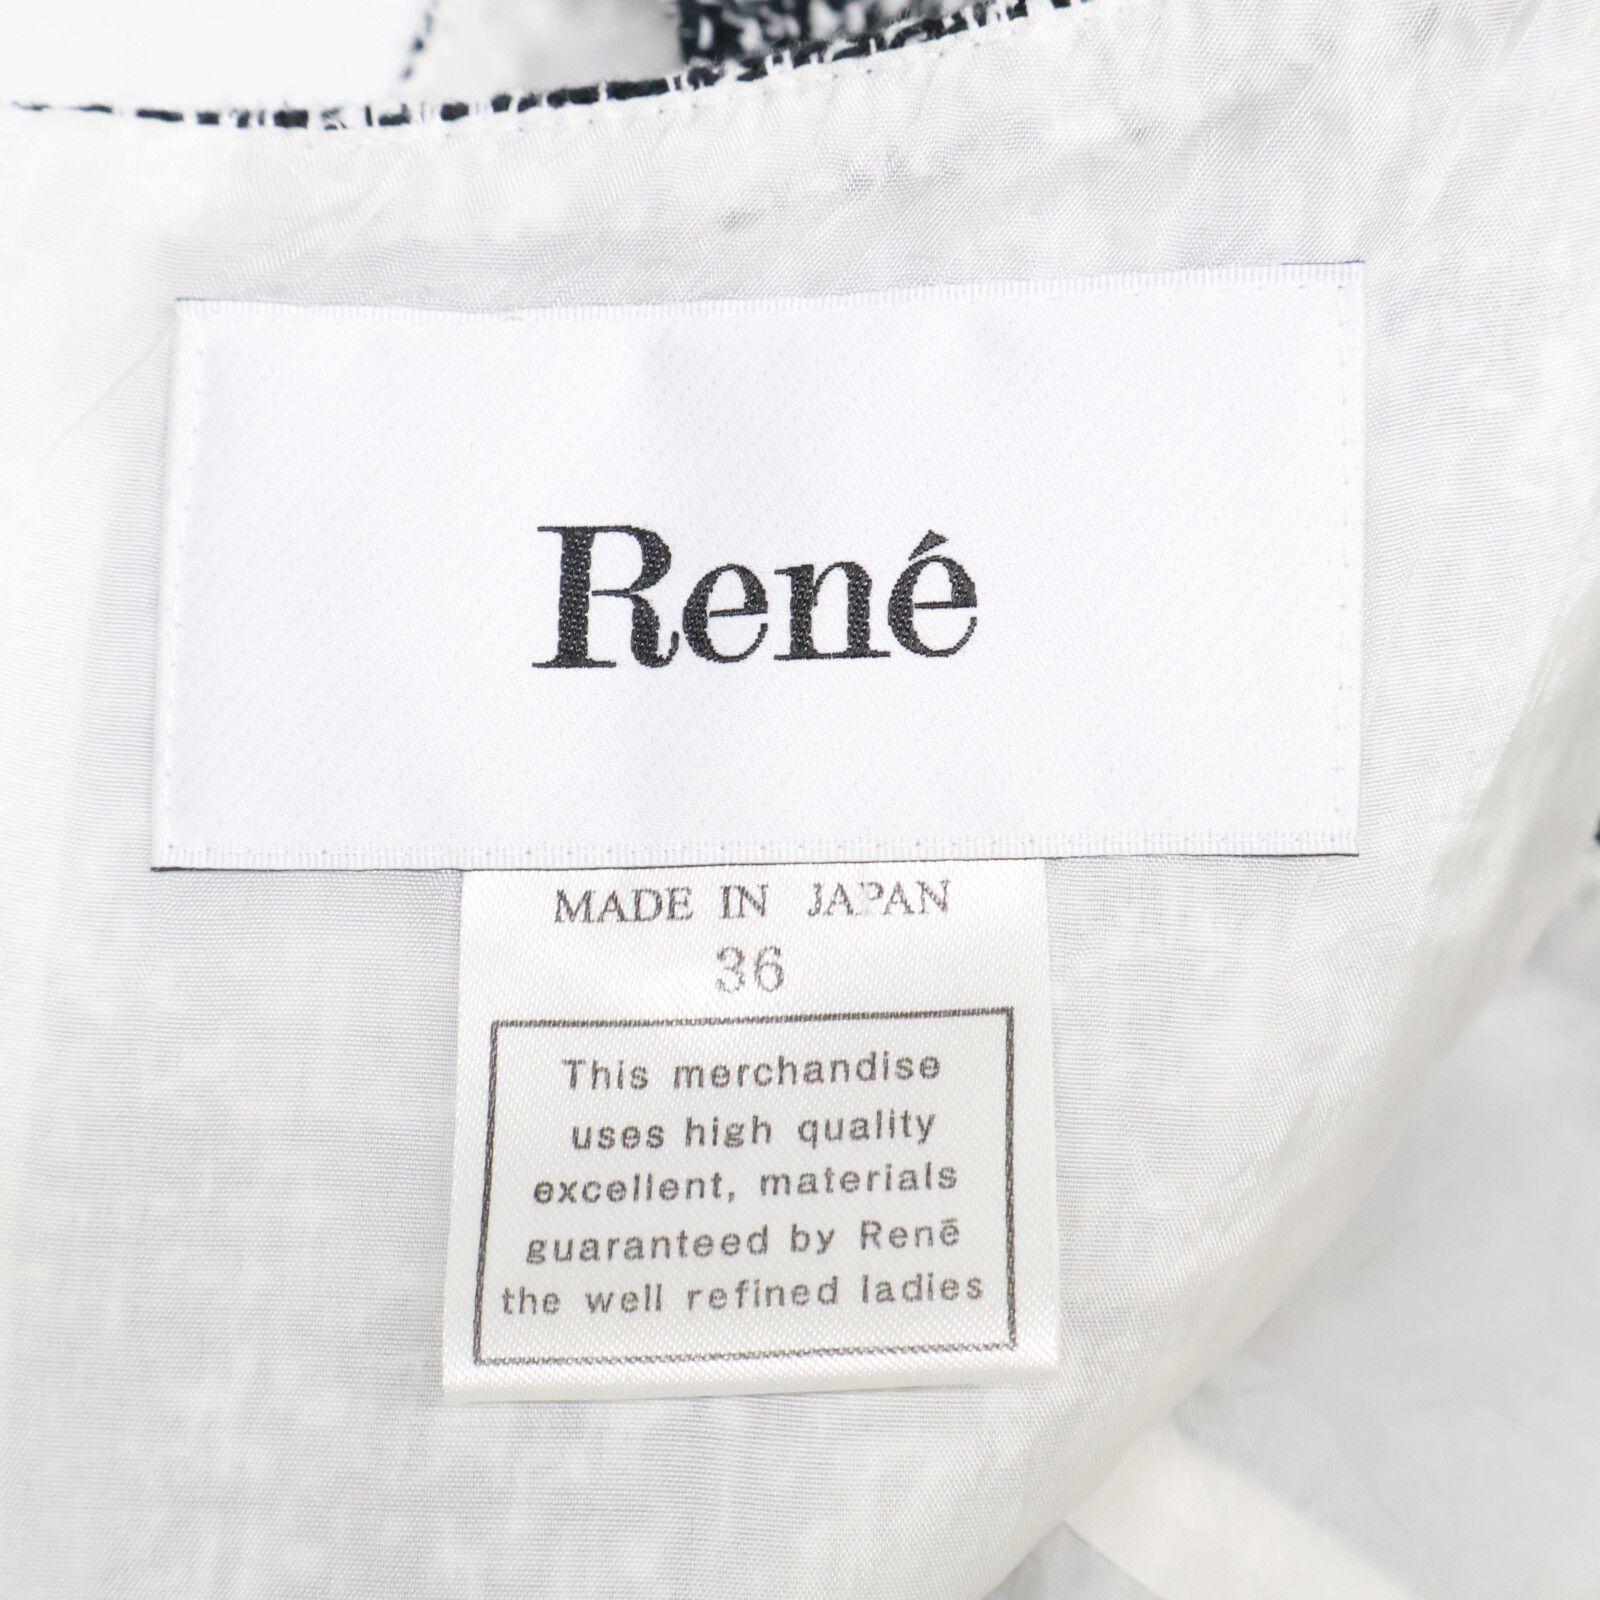 René
MADE IN JAPAN
36
This merchandise
uses high quality
excellent, materials
guaranteed by Renē
the well refined ladies